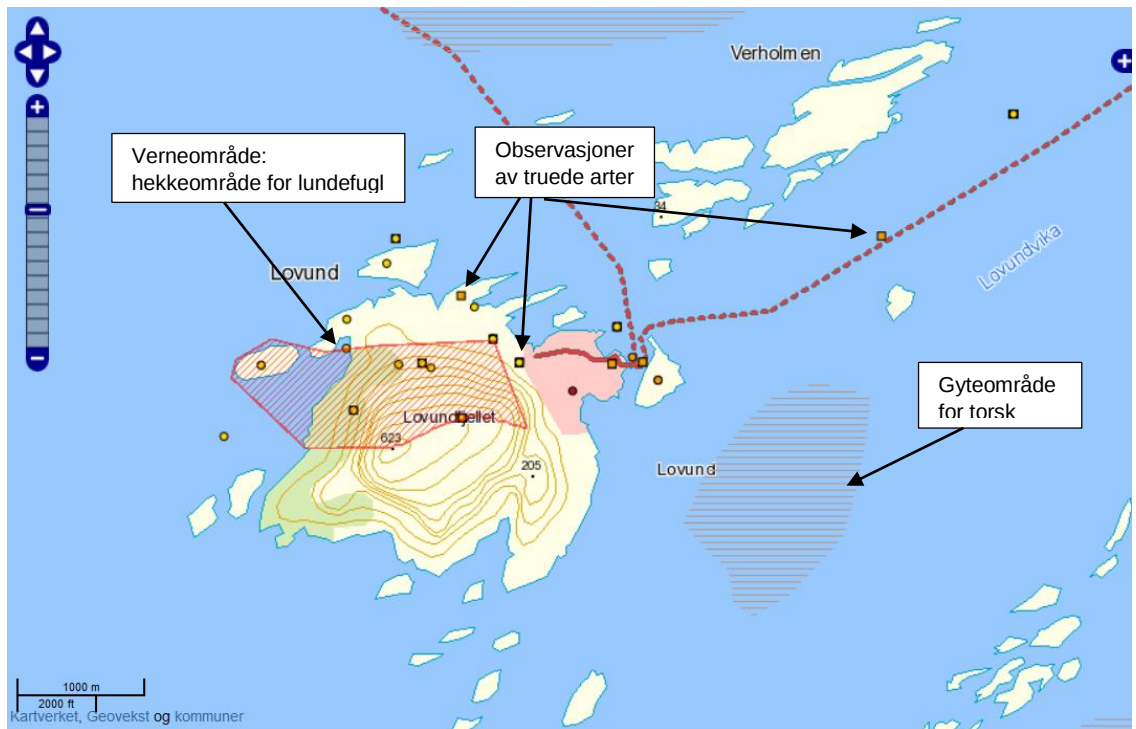 Verholmen
Verneområde:
hekkeområde for lundefugl
Observasjoner
av truede arter
34
Lovundvika
Lovund
Gyteområde
for torsk
Lovundfjellet
623
205
Lovund
1000 m
2000 ft
Kartverket, Geovekst og kommuner